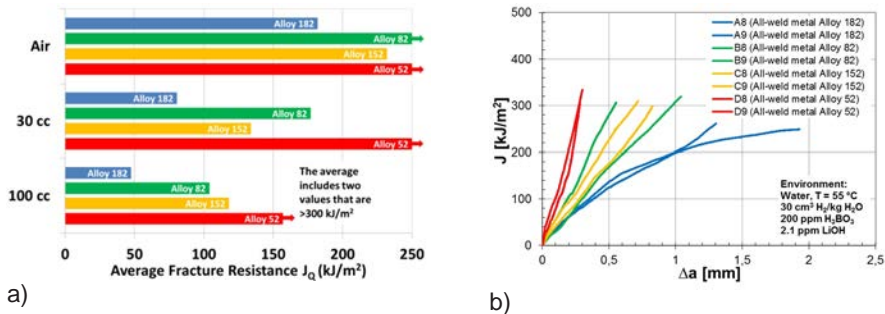 Air
Alloy 182
Alloy 82
Alloy 152
Alloy 52
30 cc
Alloy 182
Alloy 82
Alloy 152
Alloy 52
100 cc
Alloy 182
Alloy 82
Alloy 152
Alloy 52
The average
includes two
values that are
>300 kJ/m²
0 50 100 150 200 250
Average Fracture Resistance J_Q (kJ/m²)
a)
500
400
300
200
100
0
J [kJ/m²]
A8 (All-weld metal Alloy 182)
A9 (All-weld metal Alloy 182)
B8 (All-weld metal Alloy 82)
B9 (All-weld metal Alloy 82)
C8 (All-weld metal Alloy 152)
C9 (All-weld metal Alloy 152)
D8 (All-weld metal Alloy 52)
D9 (All-weld metal Alloy 52)
Environment:
Water, T = 55 °C
30 cm³ H₂/kg H₂O
200 ppm H₃BO₃
2.1 ppm LiOH
0 0,5 1 1,5 2 2,5
Δa [mm]
b)